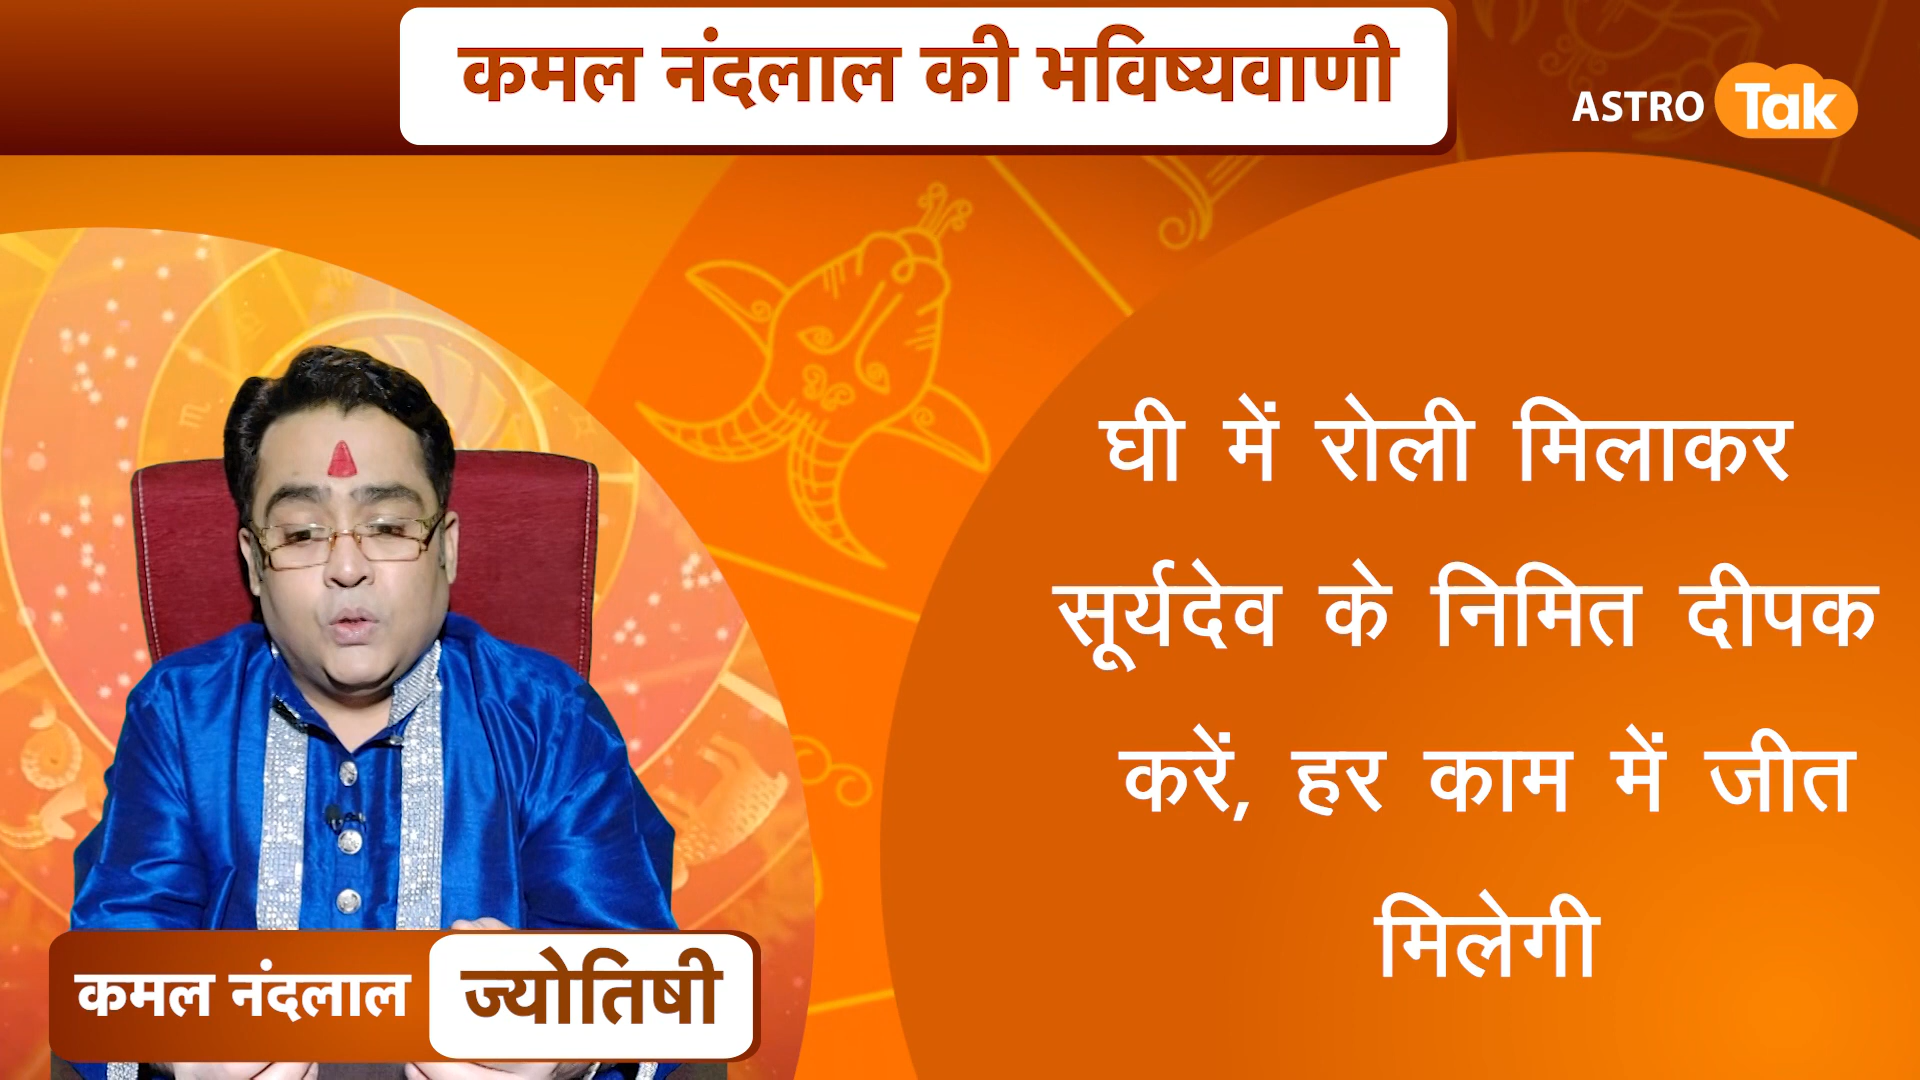 कमल नंदलाल की भविष्यवाणी
ASTRO Tak
घी में रोली मिलाकर
सूर्यदेव के निमित दीपक
करें, हर काम में जीत
मिलेगी
कमल नंदलाल ज्योतिषी